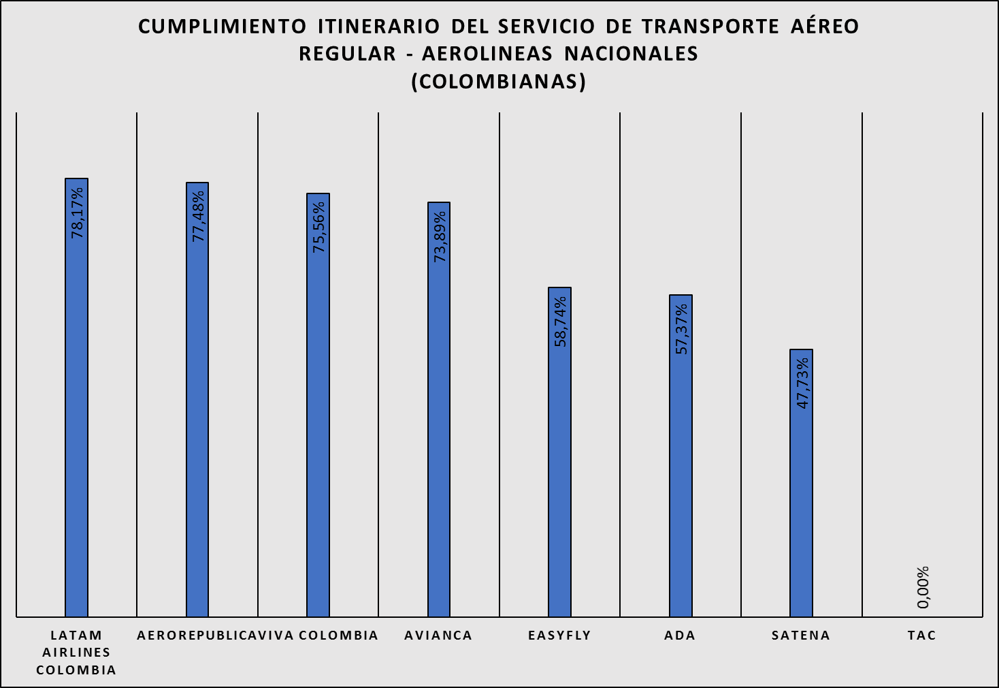 CUMPLIMIENTO ITINERARIO DEL SERVICIO DE TRANSPORTE AÉREO
REGULAR - AEROLINEAS NACIONALES
(COLOMBIANAS)
78,17%
77,48%
75,56%
73,89%
58,74%
57,37%
47,73%
0,00%
LATAM
AIRLINES
COLOMBIA
AEROREPUBLICA
VIVA COLOMBIA
AVIANCA
EASYFLY
ADA
SATENA
TAC